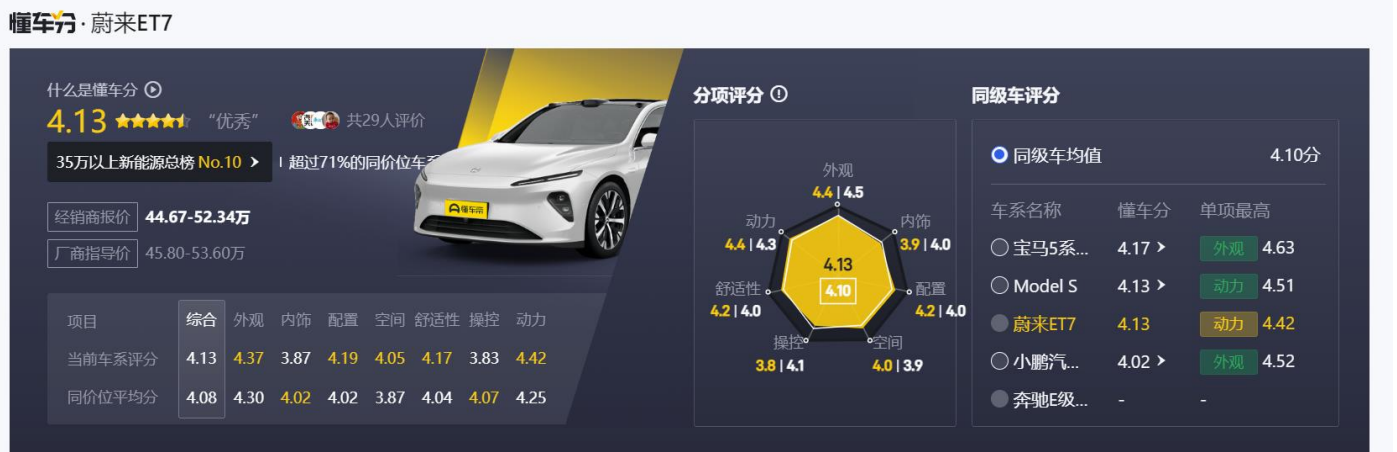 懂车分·蔚来ET7
什么是懂车分
4.13 “优秀” 共29人评价
35万以上新能源总榜 No.10 > 超过71%的同价位车系
经销商报价 44.67-52.34万
厂商指导价 45.80-53.60万
懂车帝
项目 综合 外观 内饰 配置 空间 舒适性 操控 动力
当前车系评分 4.13 4.37 3.87 4.19 4.05 4.17 3.83 4.42
同价位平均分 4.08 4.30 4.02 4.02 3.87 4.04 4.07 4.25
分项评分
外观
4.4 | 4.5
动力
4.4 | 4.3
内饰
3.9 | 4.0
4.13
4.10
舒适性
4.2 | 4.0
配置
4.2 | 4.0
操控
3.8 | 4.1
空间
4.0 | 3.9
同级车评分
同级车均值 4.10分
车系名称 懂车分 单项最高
宝马5系... 4.17 > 外观 4.63
Model S 4.13 > 动力 4.51
蔚来ET7 4.13 动力 4.42
小鹏汽... 4.02 > 外观 4.52
奔驰E级... - -